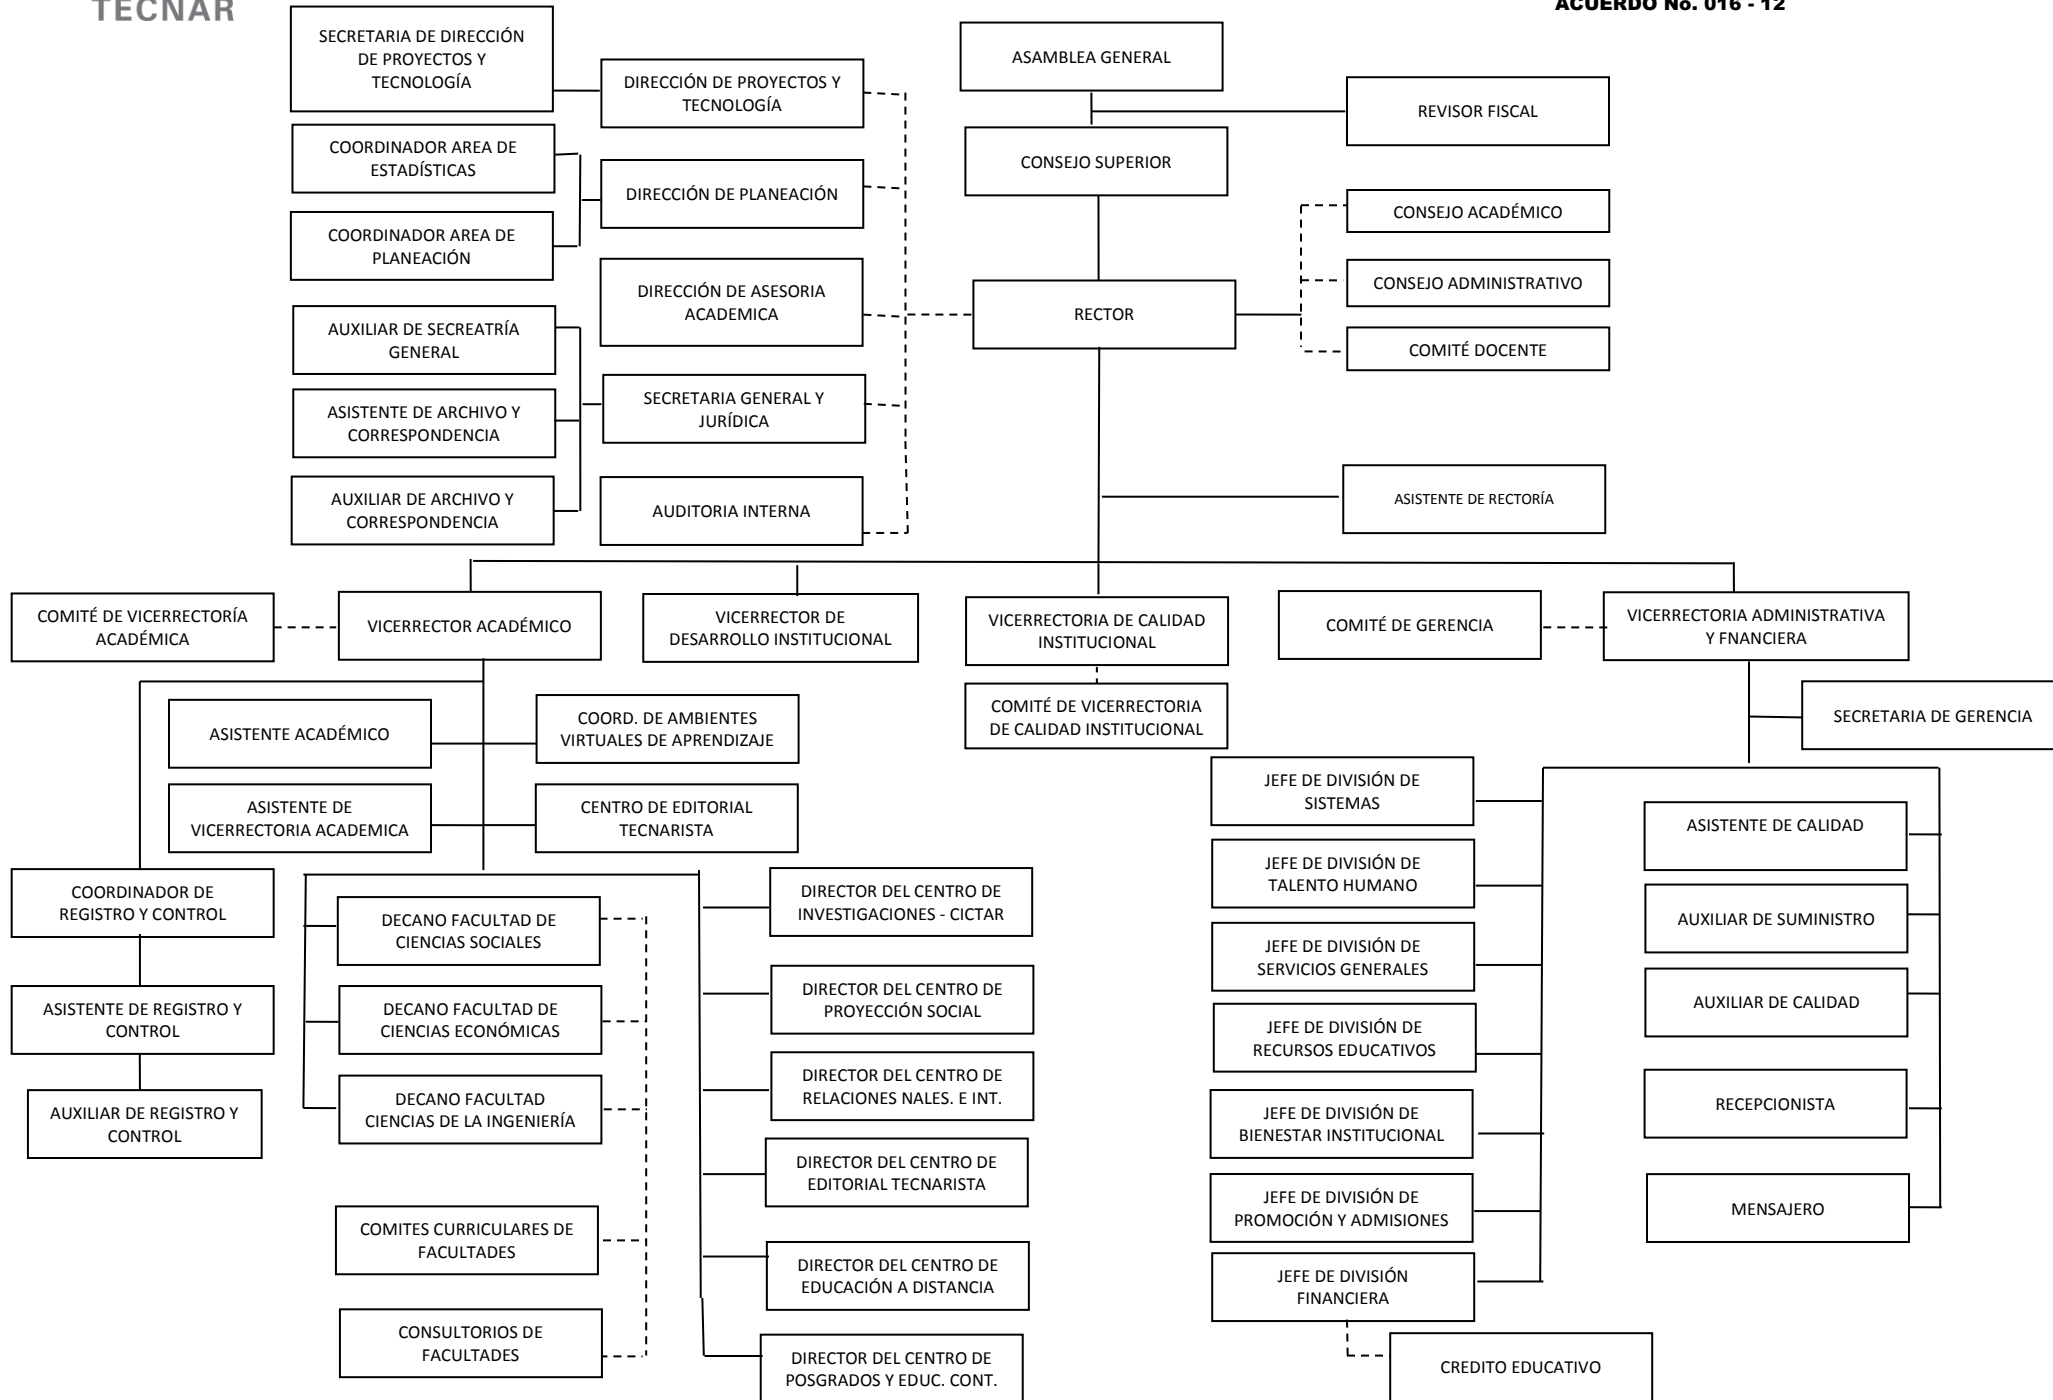 TECNAR
ACUERDO No. 016 - 12
SECRETARIA DE DIRECCIÓN
DE PROYECTOS Y
TECNOLOGÍA
DIRECCIÓN DE PROYECTOS Y
TECNOLOGÍA
ASAMBLEA GENERAL
REVISOR FISCAL
COORDINADOR AREA DE
ESTADÍSTICAS
DIRECCIÓN DE PLANEACIÓN
CONSEJO SUPERIOR
COORDINADOR AREA DE
PLANEACIÓN
CONSEJO ACADÉMICO
CONSEJO ADMINISTRATIVO
COMITÉ DOCENTE
DIRECCIÓN DE ASESORIA
ACADEMICA
RECTOR
AUXILIAR DE SECREATRÍA
GENERAL
ASISTENTE DE ARCHIVO Y
CORRESPONDENCIA
SECRETARIA GENERAL Y
JURÍDICA
AUXILIAR DE ARCHIVO Y
CORRESPONDENCIA
AUDITORIA INTERNA
ASISTENTE DE RECTORÍA
COMITÉ DE VICERRECTORÍA
ACADÉMICA
VICERRECTOR ACADÉMICO
VICERRECTOR DE
DESARROLLO INSTITUCIONAL
VICERRECTORIA DE CALIDAD
INSTITUCIONAL
COMITÉ DE GERENCIA
VICERRECTORIA ADMINISTRATIVA
Y FNANCIERA
COMITÉ DE VICERRECTORIA
DE CALIDAD INSTITUCIONAL
SECRETARIA DE GERENCIA
ASISTENTE ACADÉMICO
COORD. DE AMBIENTES
VIRTUALES DE APRENDIZAJE
ASISTENTE DE
VICERRECTORIA ACADEMICA
CENTRO DE EDITORIAL
TECNARISTA
COORDINADOR DE
REGISTRO Y CONTROL
ASISTENTE DE REGISTRO Y
CONTROL
AUXILIAR DE REGISTRO Y
CONTROL
DECANO FACULTAD DE
CIENCIAS SOCIALES
DECANO FACULTAD DE
CIENCIAS ECONÓMICAS
DECANO FACULTAD
CIENCIAS DE LA INGENIERÍA
COMITES CURRICULARES DE
FACULTADES
CONSULTORIOS DE
FACULTADES
DIRECTOR DEL CENTRO DE
INVESTIGACIONES - CICTAR
DIRECTOR DEL CENTRO DE
PROYECCIÓN SOCIAL
DIRECTOR DEL CENTRO DE
RELACIONES NALES. E INT.
DIRECTOR DEL CENTRO DE
EDITORIAL TECNARISTA
DIRECTOR DEL CENTRO DE
EDUCACIÓN A DISTANCIA
DIRECTOR DEL CENTRO DE
POSGRADOS Y EDUC. CONT.
JEFE DE DIVISIÓN DE
SISTEMAS
JEFE DE DIVISIÓN DE
TALENTO HUMANO
JEFE DE DIVISIÓN DE
SERVICIOS GENERALES
JEFE DE DIVISIÓN DE
RECURSOS EDUCATIVOS
JEFE DE DIVISIÓN DE
BIENESTAR INSTITUCIONAL
JEFE DE DIVISIÓN DE
PROMOCIÓN Y ADMISIONES
JEFE DE DIVISIÓN
FINANCIERA
CREDITO EDUCATIVO
ASISTENTE DE CALIDAD
AUXILIAR DE SUMINISTRO
AUXILIAR DE CALIDAD
RECEPCIONISTA
MENSAJERO